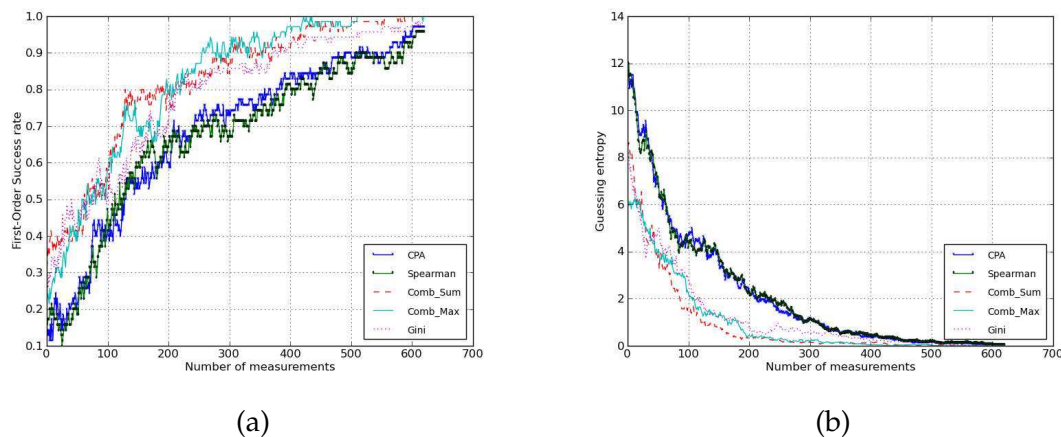 1.0
0.9
0.8
0.7
0.6
0.5
0.4
0.3
0.2
0.1
First-Order Success rate
0 100 200 300 400 500 600 700
Number of measurements
CPA
Spearman
Comb_Sum
Comb_Max
Gini
(a)
14
12
10
8
6
4
2
0
Guessing entropy
0 100 200 300 400 500 600 700
Number of measurements
CPA
Spearman
Comb_Sum
Comb_Max
Gini
(b)